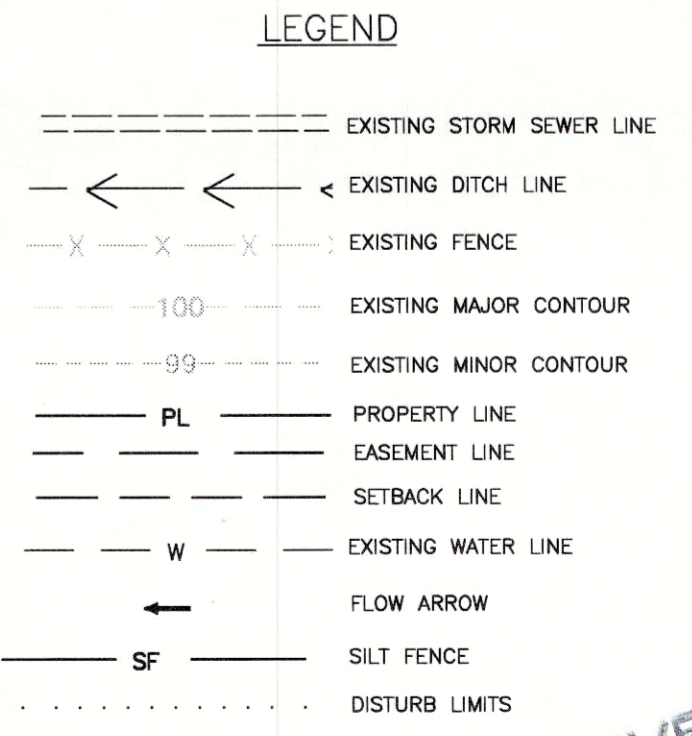 LEGEND
EXISTING STORM SEWER LINE
EXISTING DITCH LINE
X X X EXISTING FENCE
100 EXISTING MAJOR CONTOUR
99 EXISTING MINOR CONTOUR
PL PROPERTY LINE
EASEMENT LINE
SETBACK LINE
W EXISTING WATER LINE
FLOW ARROW
SF SILT FENCE
DISTURB LIMITS